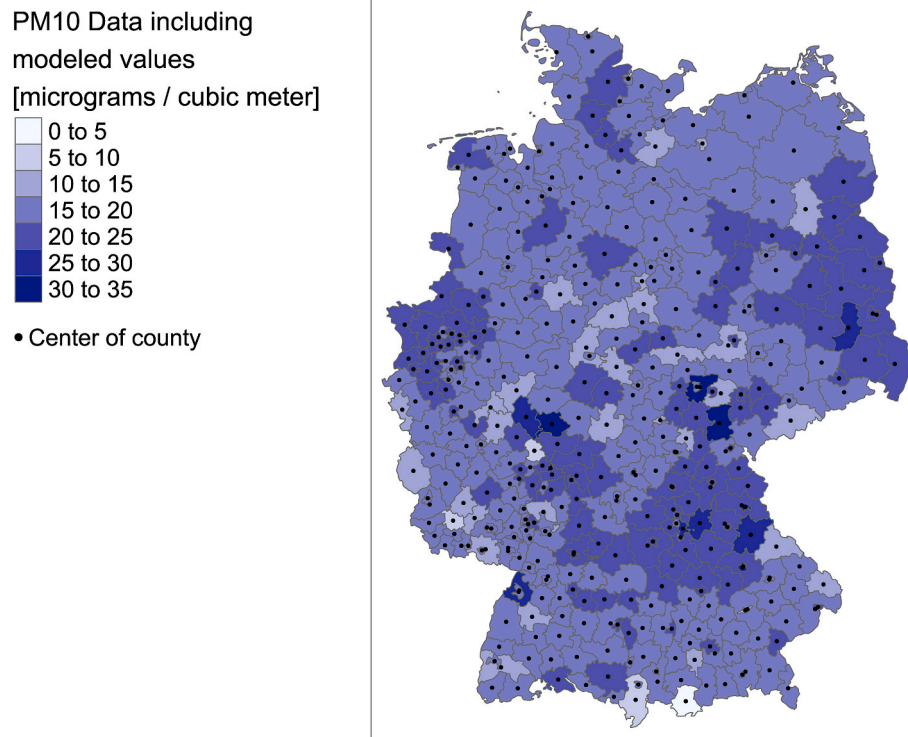 PM10 Data including
modeled values
[micrograms / cubic meter]
0 to 5
5 to 10
10 to 15
15 to 20
20 to 25
25 to 30
30 to 35
Center of county